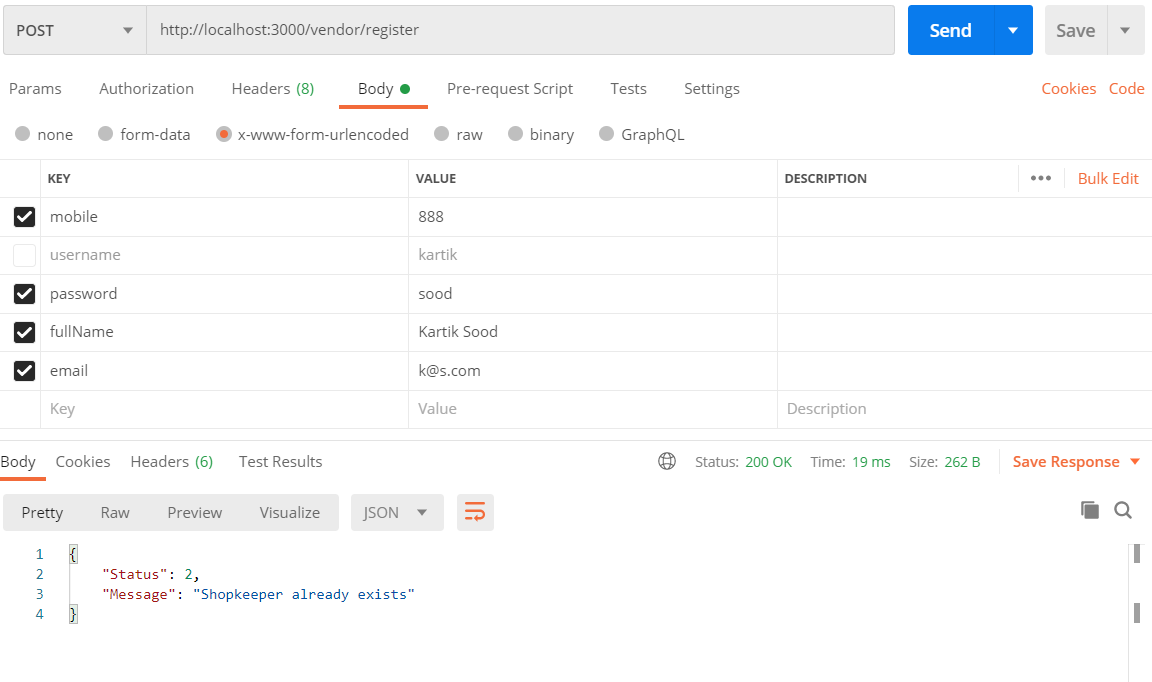 POST http://localhost:3000/vendor/register Send Save
Params Authorization Headers (8) Body Pre-request Script Tests Settings Cookies Code
none form-data x-www-form-urlencoded raw binary GraphQL
KEY VALUE DESCRIPTION ••• Bulk Edit
mobile 888
username kartik
password sood
fullName Kartik Sood
email k@s.com
Key Value Description
Body Cookies Headers (6) Test Results Status: 200 OK Time: 19 ms Size: 262 B Save Response
Pretty Raw Preview Visualize JSON
1 {
2 "Status": 2,
3 "Message": "Shopkeeper already exists"
4 }